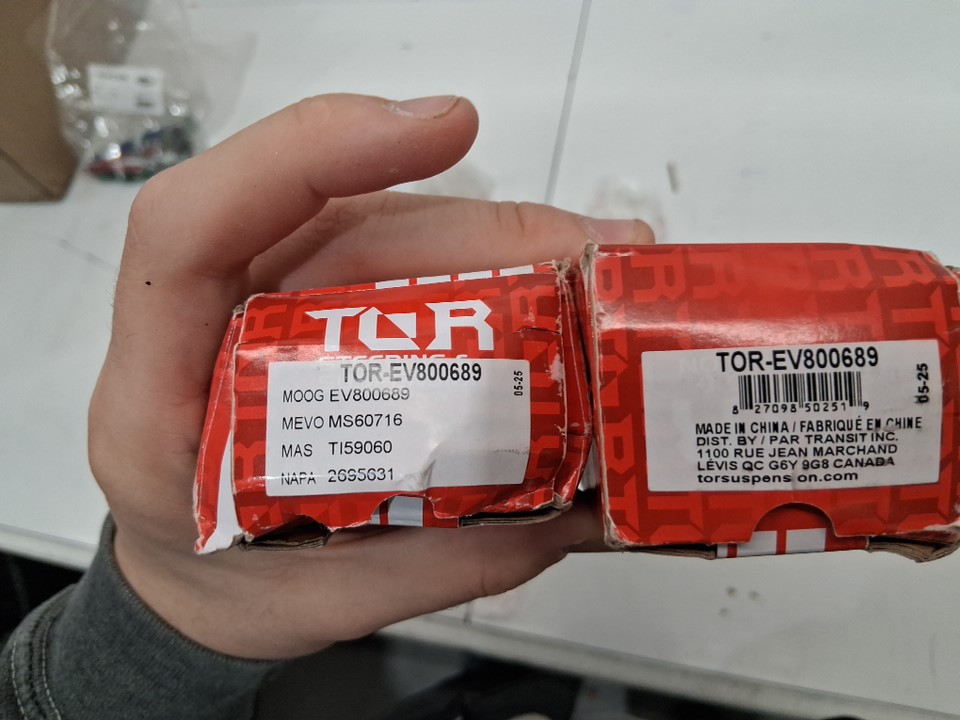 TOR
STEERING &
TOR-EV800689
MOOG EV800689
MEVO MS60716
MAS TI59060
NAPA 2695631
05-25
TOR-EV800689
8 27098 50251 9
MADE IN CHINA / FABRIQUÉ EN CHINE
DIST. BY / PAR TRANSIT INC.
1100 RUE JEAN MARCHAND
LÉVIS QC G6Y 9G8 CANADA
torsuspension.com
05-25